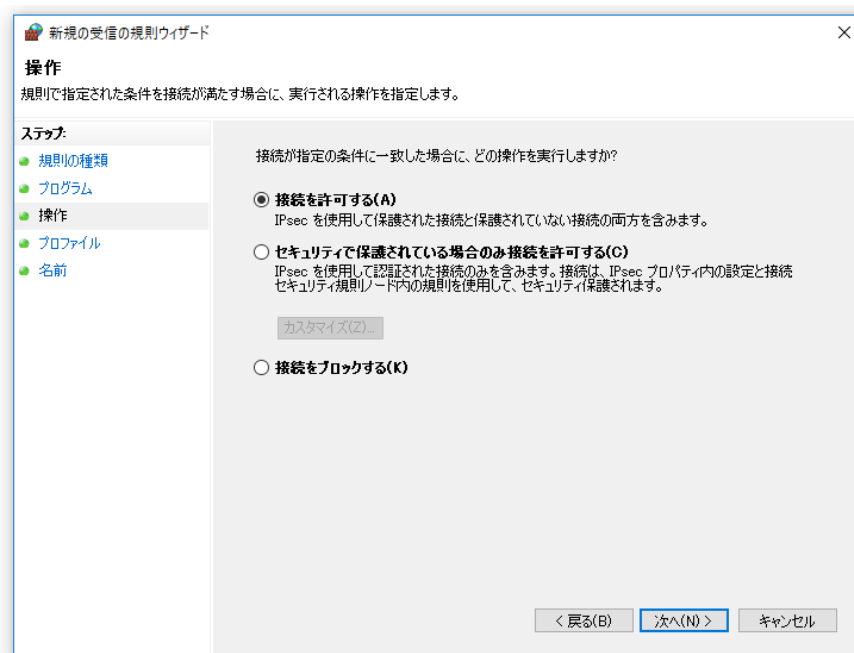 新規の受信の規則ウィザード
操作
規則で指定された条件を接続が満たす場合に、実行される操作を指定します。
ステップ:
規則の種類
プログラム
操作
プロファイル
名前
接続が指定の条件に一致した場合に、どの操作を実行しますか?
接続を許可する(A)
IPsec を使用して保護された接続と保護されていない接続の両方を含みます。
セキュリティで保護されている場合のみ接続を許可する(C)
IPsec を使用して認証された接続のみを含みます。接続は、IPsec プロパティ内の設定と接続
セキュリティ規則ノード内の規則を使用して、セキュリティ保護されます。
カスタマイズ(Z)...
接続をブロックする(K)
< 戻る(B)
次へ(N) >
キャンセル